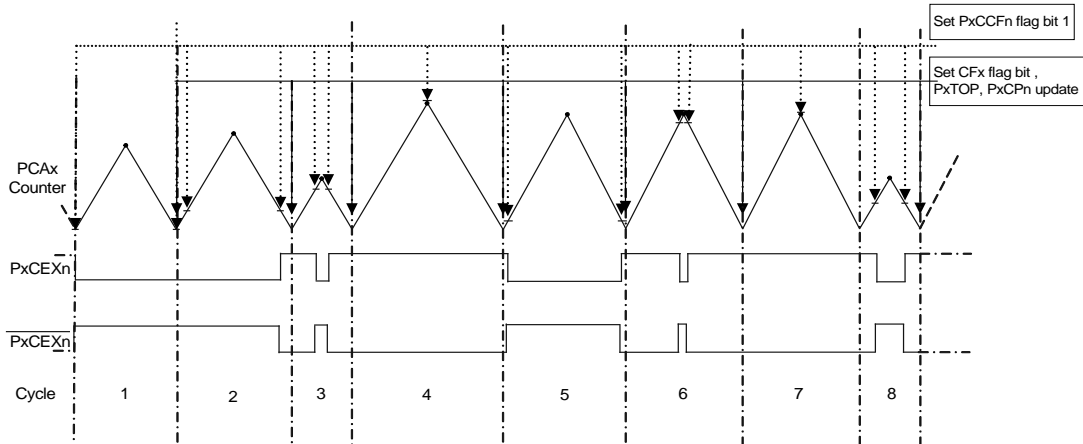 Set PxCCFn flag bit 1
Set CFx flag bit ,
PxTOP, PxCPn update
PCAx
Counter
PxCEXn
PxCEXn
Cycle 1 2 3 4 5 6 7 8